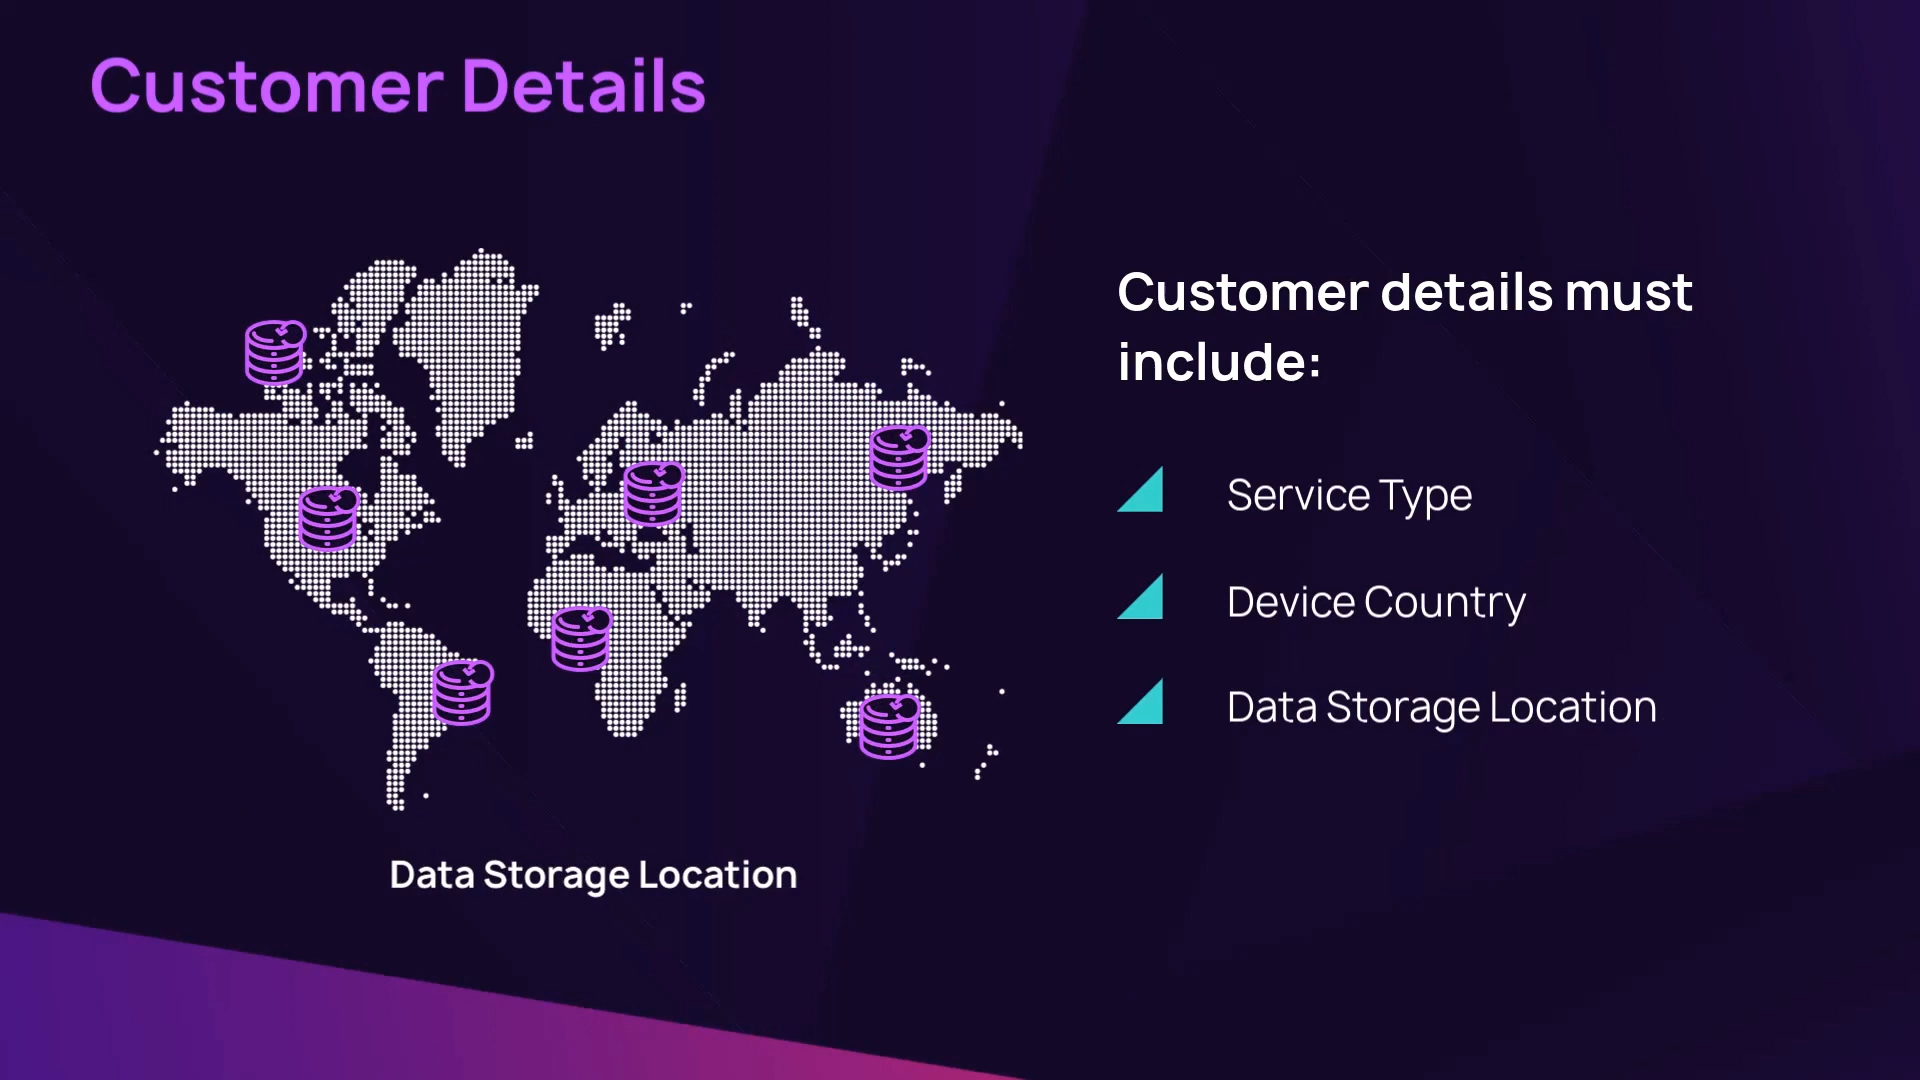 Customer Details
Customer details must
include:
Service Type
Device Country
Data Storage Location
Data Storage Location